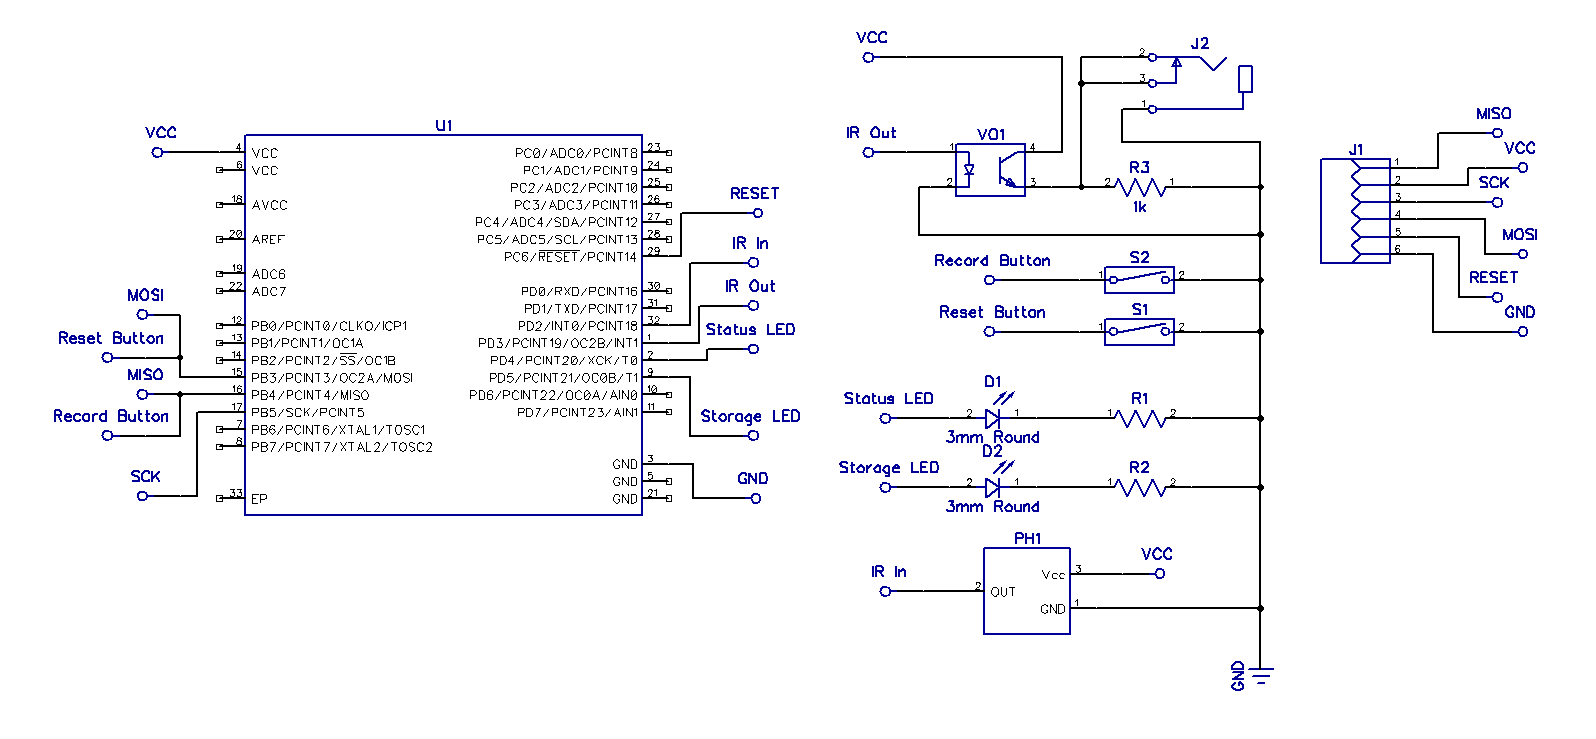 U1
VCC
4 VCC
6 VCC
18 AVCC
20 AREF
19 ADC6
22 ADC7
MOSI
12 PB0/PCINT0/CLKO/ICP1
Reset Button
13 PB1/PCINT1/OC1A
14 PB2/PCINT2/SS/OC1B
15 PB3/PCINT3/OC2A/MOSI
MISO
16 PB4/PCINT4/MISO
Record Button
17 PB5/SCK/PCINT5
7 PB6/PCINT6/XTAL1/TOSC1
8 PB7/PCINT7/XTAL2/TOSC2
SCK
33 EP
PC0/ADC0/PCINT8 23
PC1/ADC1/PCINT9 24
PC2/ADC2/PCINT10 25
PC3/ADC3/PCINT11 26
PC4/ADC4/SDA/PCINT12 27
PC5/ADC5/SCL/PCINT13 28
PC6/RESET/PCINT14 29
PD0/RXD/PCINT16 30
PD1/TXD/PCINT17 31
PD2/INT0/PCINT18 32
PD3/PCINT19/OC2B/INT1 1
PD4/PCINT20/XCK/T0 2
PD5/PCINT21/OC0B/T1 9
PD6/PCINT22/OC0A/AIN0 10
PD7/PCINT23/AIN1 11
GND 3
GND 5
GND 21
RESET
IR In
IR Out
Status LED
Storage LED
GND
VCC
J2
2
3
1
IR Out
VO1
1 4
2 3
R3
2 1
1k
Record Button
S2
1 2
Reset Button
S1
1 2
Status LED
D1
2 1
3mm Round
R1
1 2
Storage LED
D2
2 1
3mm Round
R2
1 2
PH1
IR In
2 OUT
Vcc 3
VCC
GND 1
GND
J1
1
2
3
4
5
6
MISO
VCC
SCK
MOSI
RESET
GND